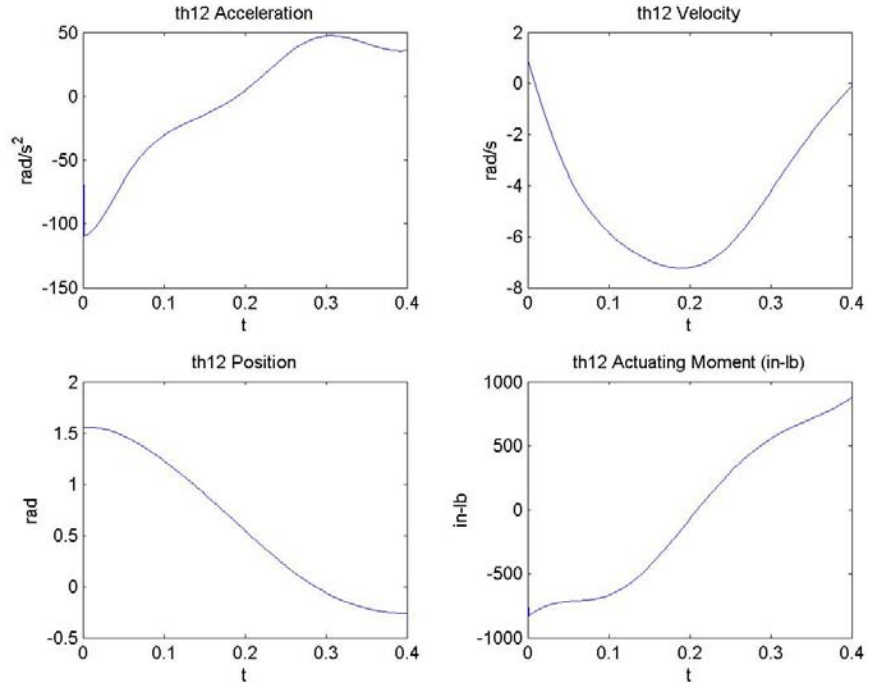 th12 Acceleration
50
0
-50
-100
-150
rad/s²
0 0.1 0.2 0.3 0.4
t
th12 Velocity
2
0
-2
-4
-6
-8
rad/s
0 0.1 0.2 0.3 0.4
t
th12 Position
2
1.5
1
0.5
0
-0.5
rad
0 0.1 0.2 0.3 0.4
t
th12 Actuating Moment (in-lb)
1000
500
0
-500
-1000
in-lb
0 0.1 0.2 0.3 0.4
t